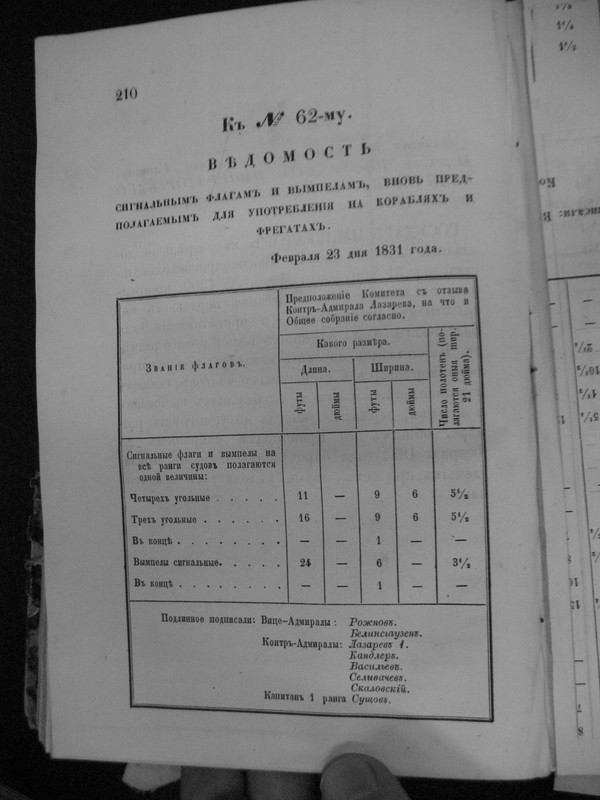 210
Къ № 62-му.
ВѢДОМОСТЬ
СИГНАЛЬНЫМЪ ФЛАГАМЪ И ВЫМПЕЛАМЪ, ВНОВЬ ПРЕД-
ПОЛАГАЕМЫМЪ ДЛЯ УПОТРЕБЛЕНІЯ НА КОРАБЛЯХЪ И
ФРЕГАТАХЪ.
Февраля 23 дня 1831 года.
Званіе флаговъ.
Предположеніе Комитета съ отзыва
Контръ-Адмирала Лазарева, на что и
Общее собраніе согласно.
Какого размѣра.
Длина. Ширина.
футы дюймы футы дюймы
Число полотенъ (по-
лагаются оныя шир.
21 дюйма).
Сигнальные флаги и вымпелы на
всѣ ранги судовъ полагаются
одной величины:
Четырехъ угольные . . . . . 11 — 9 6 5¹/₂
Трехъ угольные . . . . . . 16 — 9 6 5¹/₂
Въ концѣ . . . . . . . . — — 1 — —
Вымпелы сигнальные. . . . . 24 — 6 — 3¹/₂
Въ концѣ . . . . . . . . — — 1 — —
Подлинное подписали: Вице-Адмиралы: Рожновъ.
Белинсгаузенъ.
Контръ-Адмиралы: Лазаревъ 1.
Кандлеръ.
Васильевъ.
Селивачевъ.
Скаловскій.
Капитанъ 1 ранга Сущовъ.